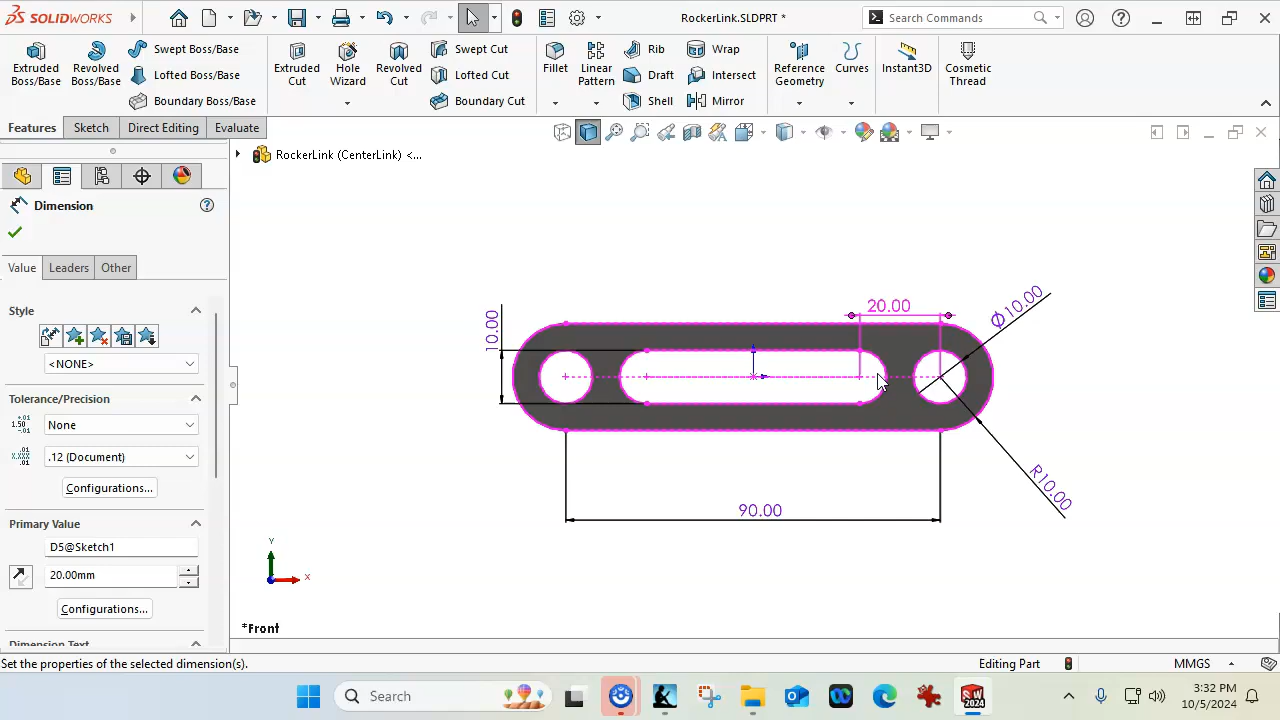 SOLIDWORKS
RockerLink.SLDPRT *
Search Commands
Extruded Boss/Base
Revolved Boss/Base
Swept Boss/Base
Lofted Boss/Base
Boundary Boss/Base
Extruded Cut
Hole Wizard
Revolved Cut
Swept Cut
Lofted Cut
Boundary Cut
Fillet
Linear Pattern
Rib
Draft
Shell
Wrap
Intersect
Mirror
Reference Geometry
Curves
Instant3D
Cosmetic Thread
Features Sketch Direct Editing Evaluate
RockerLink (CenterLink) <...
Dimension
Value Leaders Other
Style
<NONE>
Tolerance/Precision
None
.12 (Document)
Configurations...
Primary Value
D5@Sketch1
20.00mm
Configurations...
Dimension Text
20.00
Ø10.00
10.00
R10.00
90.00
Y
X
*Front
Set the properties of the selected dimension(s).
Editing Part
MMGS
Search
3:32 PM
10/5/2024